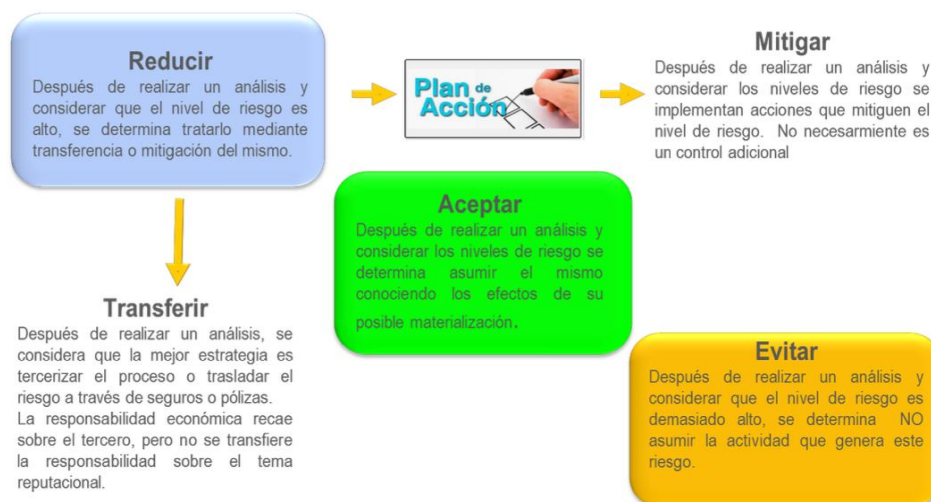 Reducir
Después de realizar un análisis y
considerar que el nivel de riesgo es
alto, se determina tratarlo mediante
transferencia o mitigación del mismo.
Plan de
Acción
Mitigar
Después de realizar un análisis y
considerar los niveles de riesgo se
implementan acciones que mitiguen el
nivel de riesgo. No necesarmiente es
un control adicional
Aceptar
Después de realizar un análisis y
considerar los niveles de riesgo se
determina asumir el mismo
conociendo los efectos de su
posible materialización.
Transferir
Después de realizar un análisis, se
considera que la mejor estrategia es
tercerizar el proceso o trasladar el
riesgo a través de seguros o pólizas.
La responsabilidad económica recae
sobre el tercero, pero no se transfiere
la responsabilidad sobre el tema
reputacional.
Evitar
Después de realizar un análisis y
considerar que el nivel de riesgo es
demasiado alto, se determina NO
asumir la actividad que genera este
riesgo.